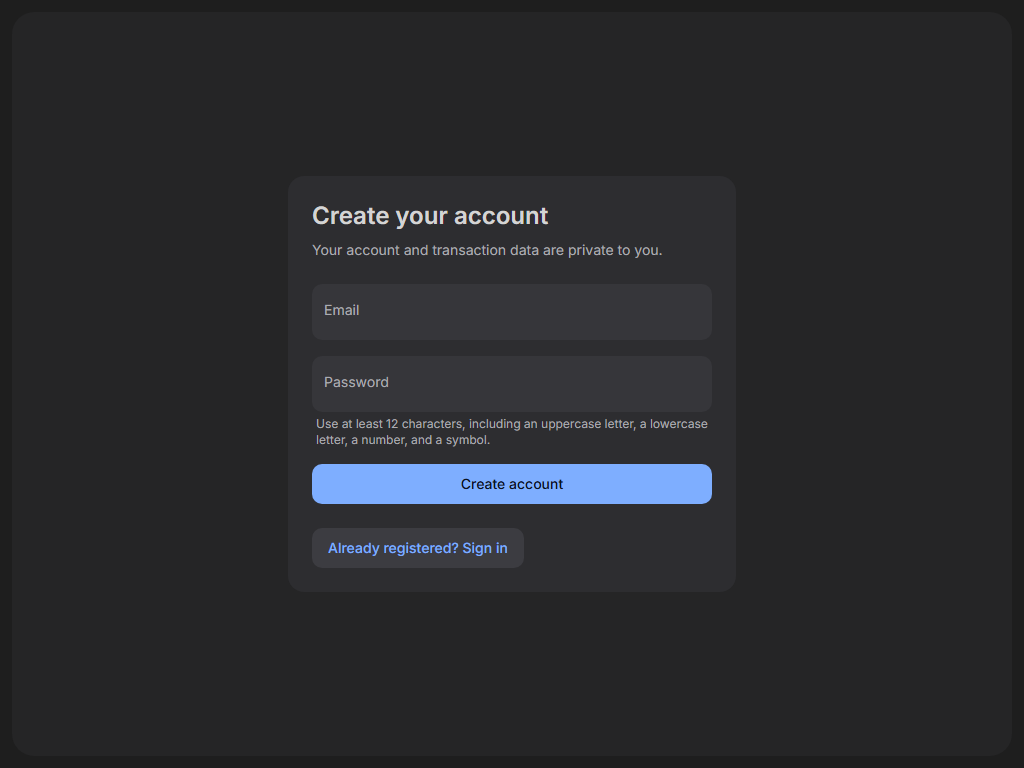 Create your account
Your account and transaction data are private to you.
Email
Password
Use at least 12 characters, including an uppercase letter, a lowercase
letter, a number, and a symbol.
Create account
Already registered? Sign in